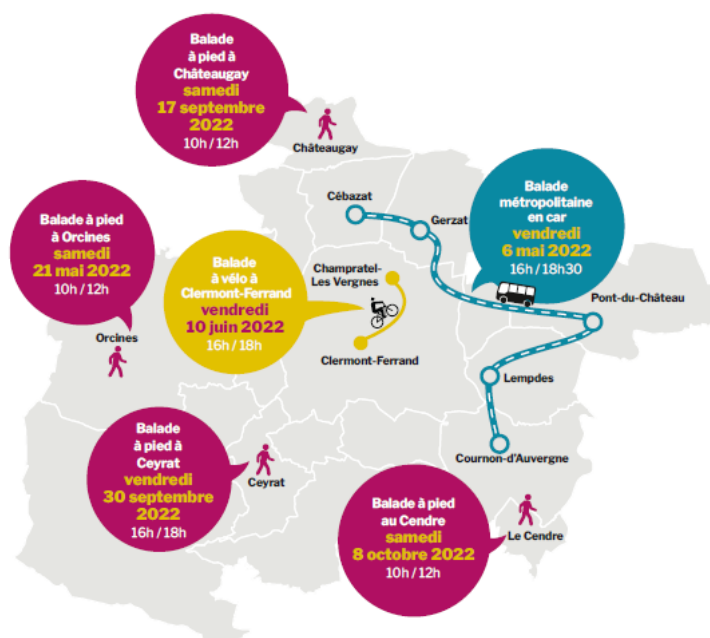 Balade
à pied à
Châteaugay
samedi
17 septembre
2022
10h / 12h
Châteaugay
Cébazat
Gerzat
Balade
métropolitaine
en car
vendredi
6 mai 2022
16h / 18h30
Balade à pied
à Orcines
samedi
21 mai 2022
10h / 12h
Orcines
Balade
à vélo à
Clermont-Ferrand
vendredi
10 juin 2022
16h / 18h
Champratel-
Les Vergnes
Clermont-Ferrand
Pont-du-Château
Lempdes
Cournon-d'Auvergne
Balade
à pied à
Ceyrat
vendredi
30 septembre
2022
16h / 18h
Ceyrat
Balade à pied
au Cendre
samedi
8 octobre 2022
10h / 12h
Le Cendre